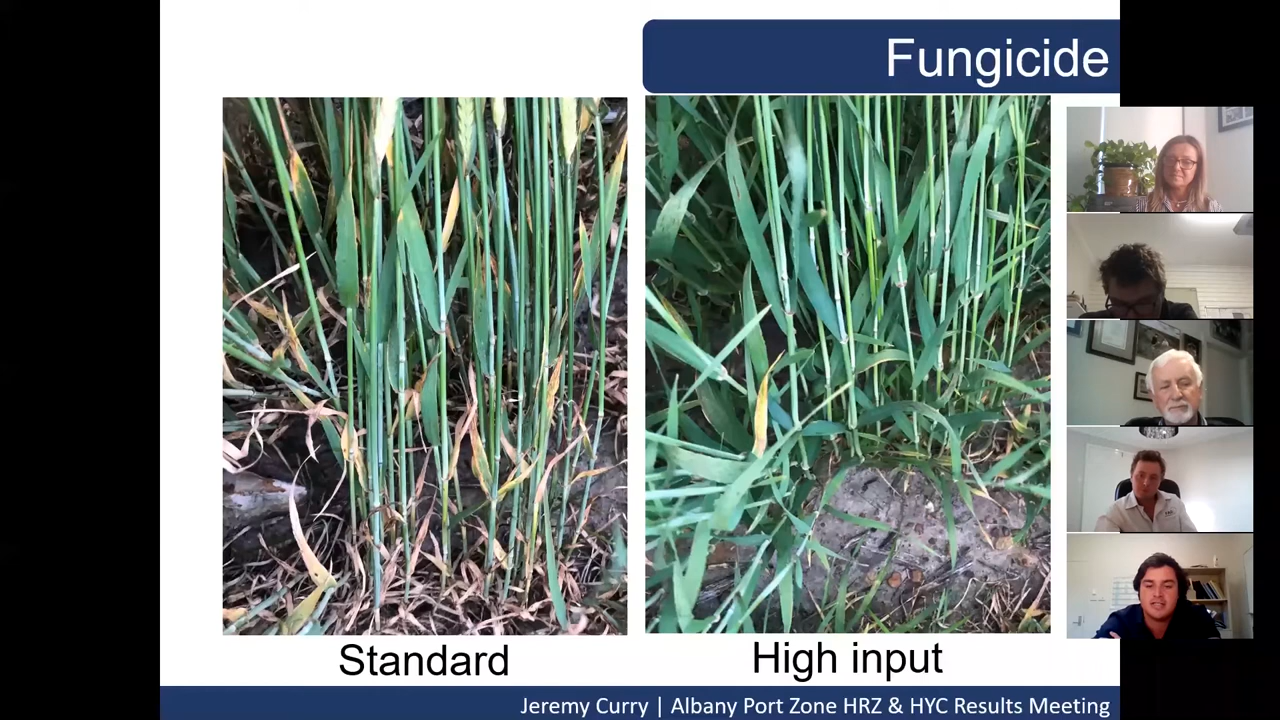 Fungicide
Standard
High input
Jeremy Curry | Albany Port Zone HRZ & HYC Results Meeting